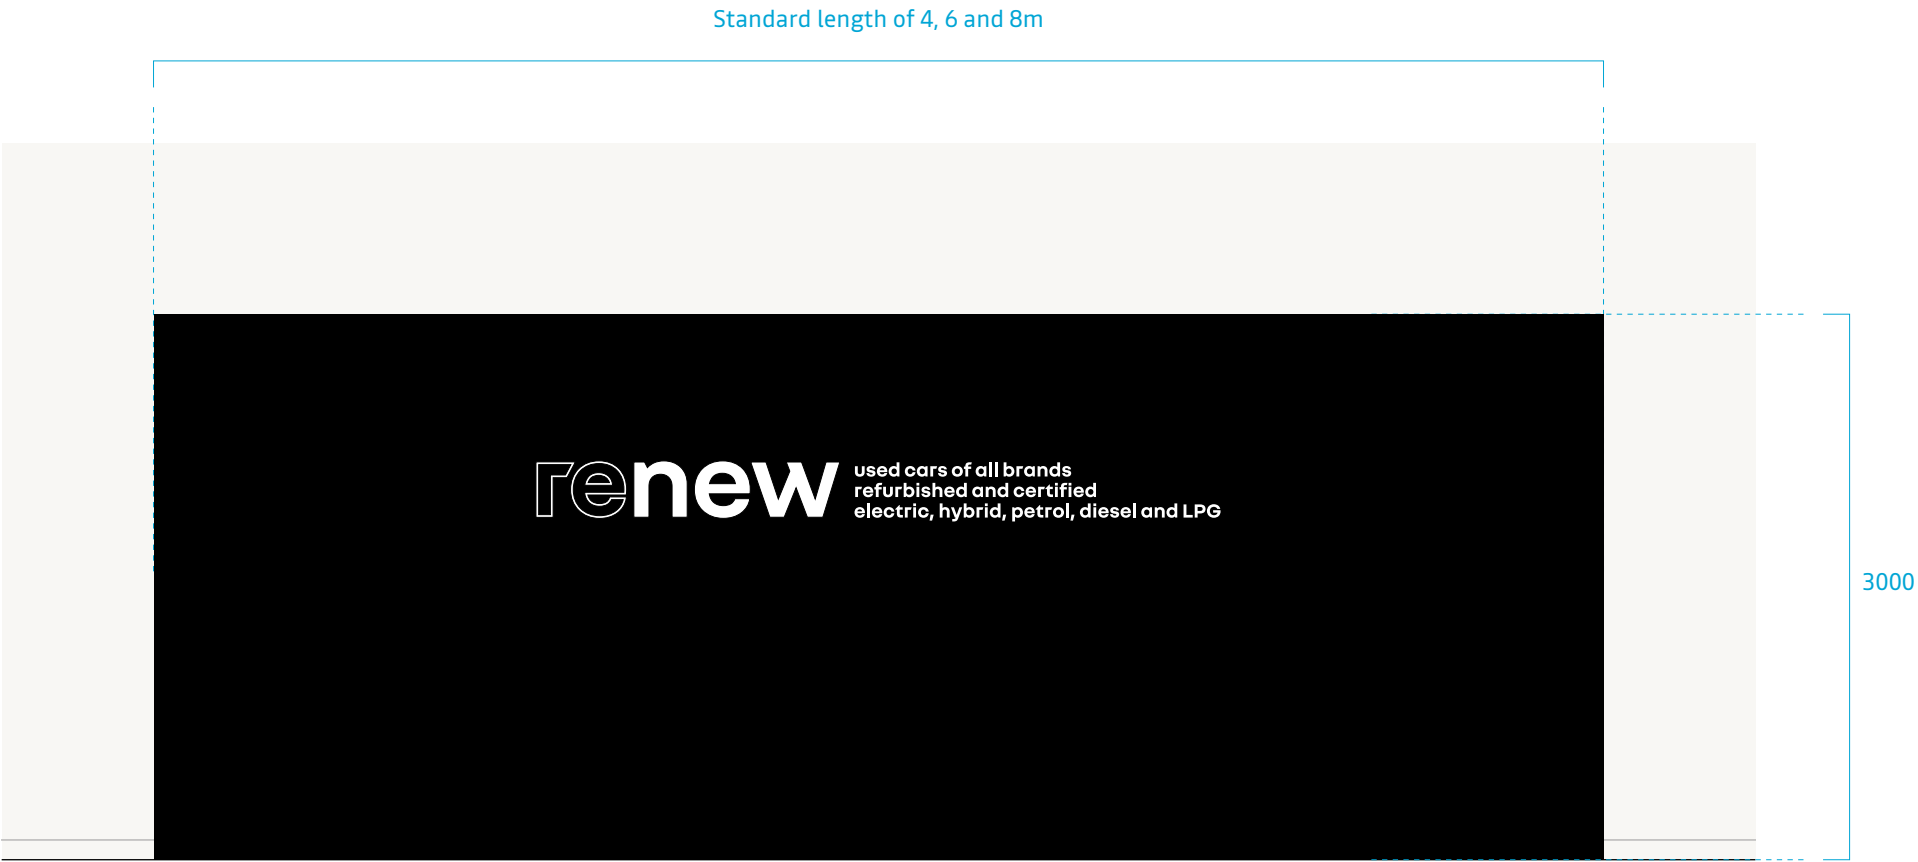 Standard length of 4, 6 and 8m
renew
used cars of all brands
refurbished and certified
electric, hybrid, petrol, diesel and LPG
3000